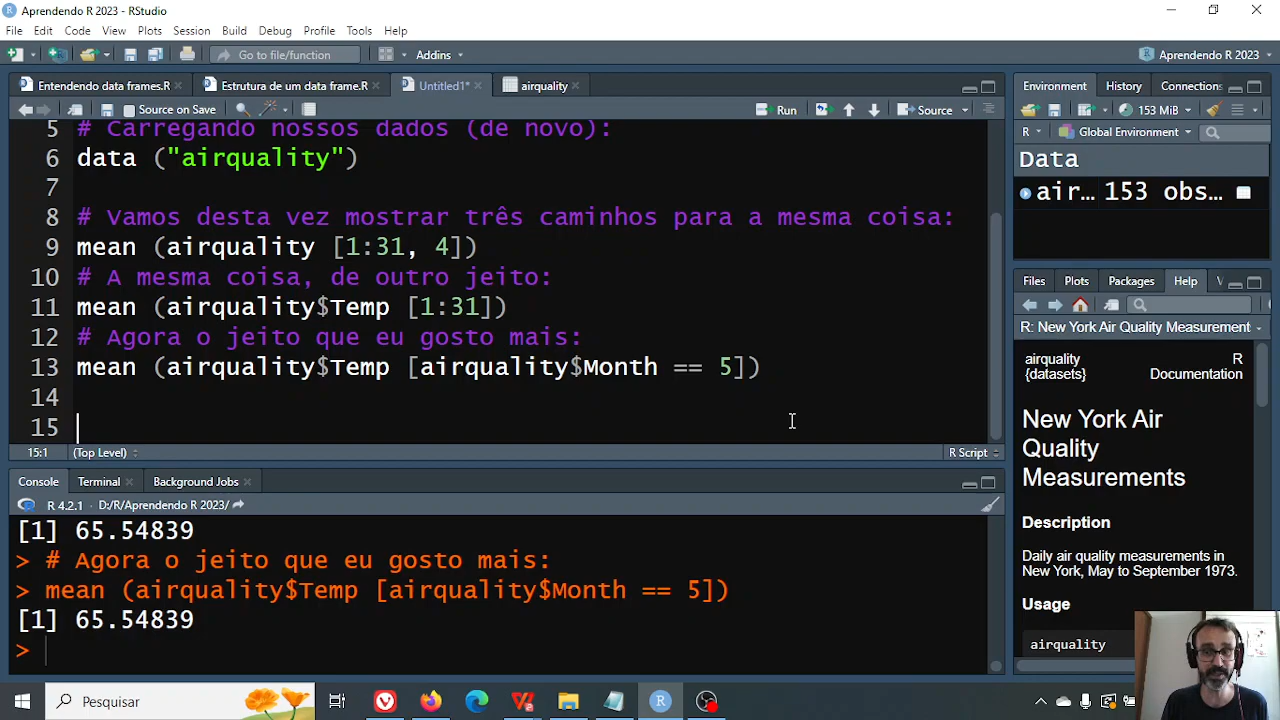 Aprendendo R 2023 - RStudio
File Edit Code View Plots Session Build Debug Profile Tools Help
Go to file/function Addins Aprendendo R 2023
Entendendo data frames.R Estrutura de um data frame.R Untitled1* airquality
Source on Save Run Source
5 # Carregando nossos dados (de novo):
6 data ("airquality")
7
8 # Vamos desta vez mostrar três caminhos para a mesma coisa:
9 mean (airquality [1:31, 4])
10 # A mesma coisa, de outro jeito:
11 mean (airquality$Temp [1:31])
12 # Agora o jeito que eu gosto mais:
13 mean (airquality$Temp [airquality$Month == 5])
14
15
15:1 (Top Level) R Script
Console Terminal Background Jobs
R 4.2.1 · D:/R/Aprendendo R 2023/
[1] 65.54839
> # Agora o jeito que eu gosto mais:
> mean (airquality$Temp [airquality$Month == 5])
[1] 65.54839
>
Environment History Connections
153 MiB
R Global Environment
Data
air... 153 obs...
Files Plots Packages Help
R: New York Air Quality Measurement
airquality R
{datasets} Documentation
New York Air
Quality
Measurements
Description
Daily air quality measurements in
New York, May to September 1973.
Usage
airquality
Pesquisar